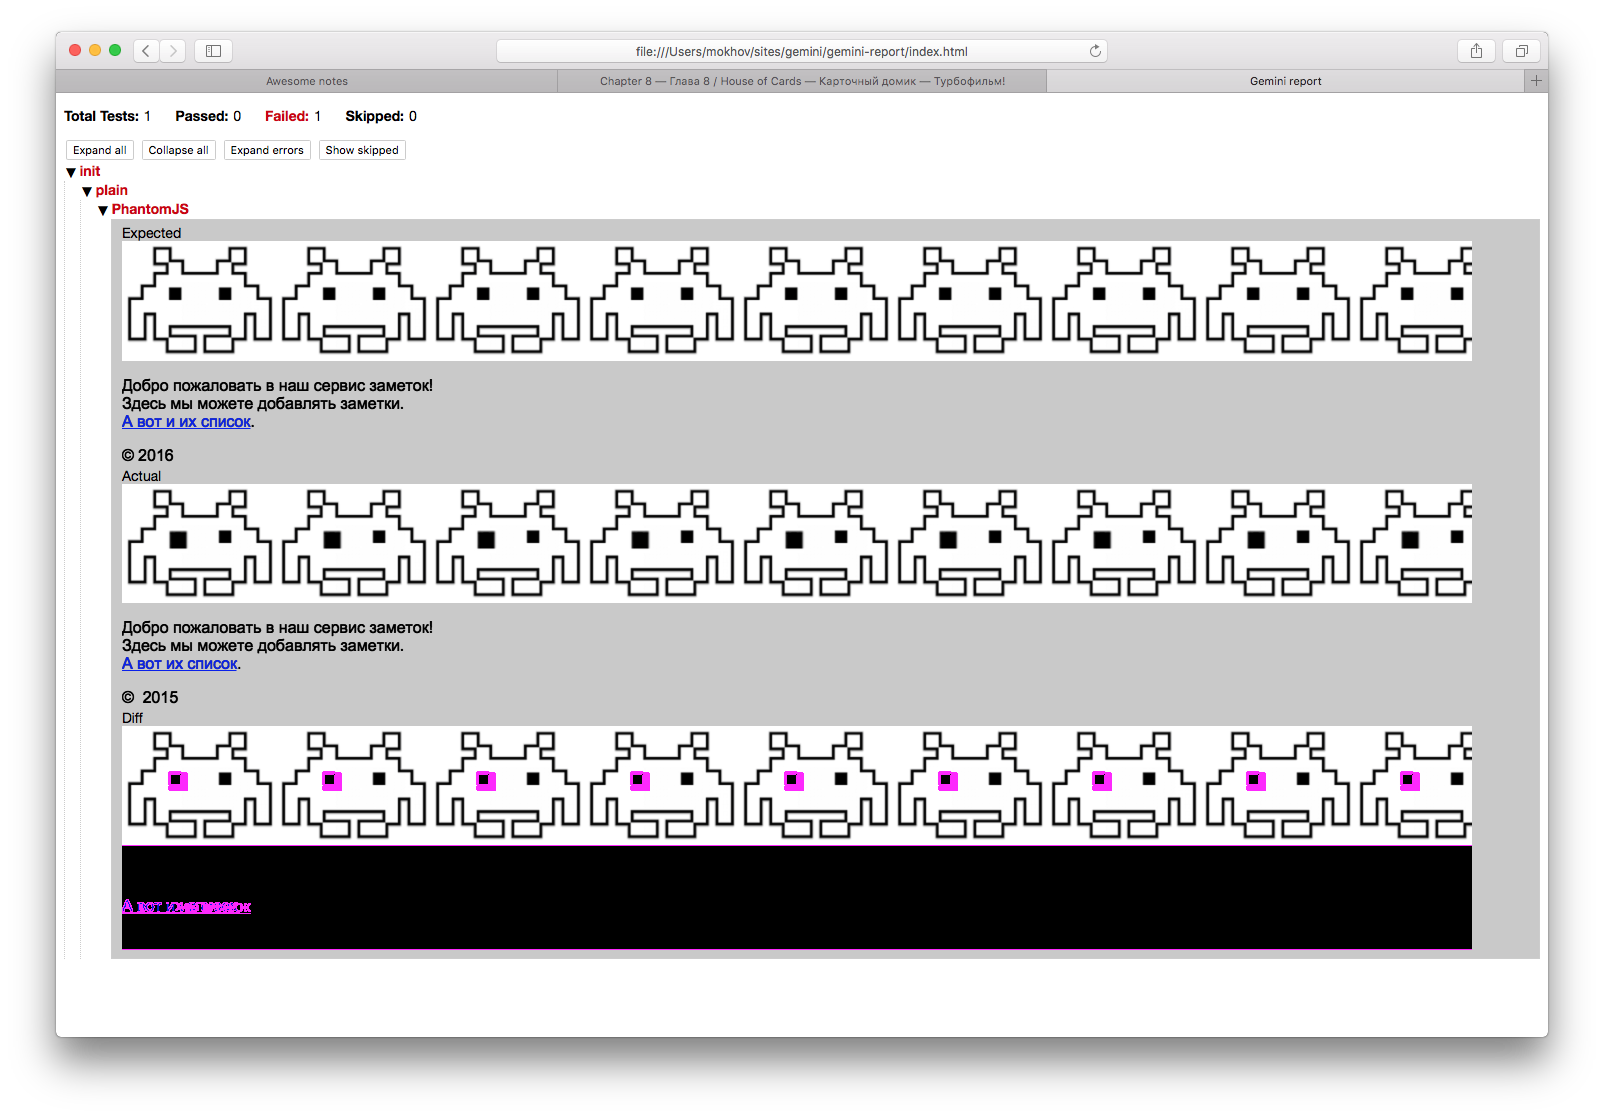 file:///Users/mokhov/sites/gemini/gemini-report/index.html
Awesome notes
Chapter 8 — Глава 8 / House of Cards — Карточный домик — Турбофильм!
Gemini report
Total Tests: 1 Passed: 0 Failed: 1 Skipped: 0
Expand all Collapse all Expand errors Show skipped
init
plain
PhantomJS
Expected
Добро пожаловать в наш сервис заметок!
Здесь мы можете добавлять заметки.
А вот и их список.
© 2016
Actual
Добро пожаловать в наш сервис заметок!
Здесь мы можете добавлять заметки.
А вот их список.
© 2015
Diff
А вот